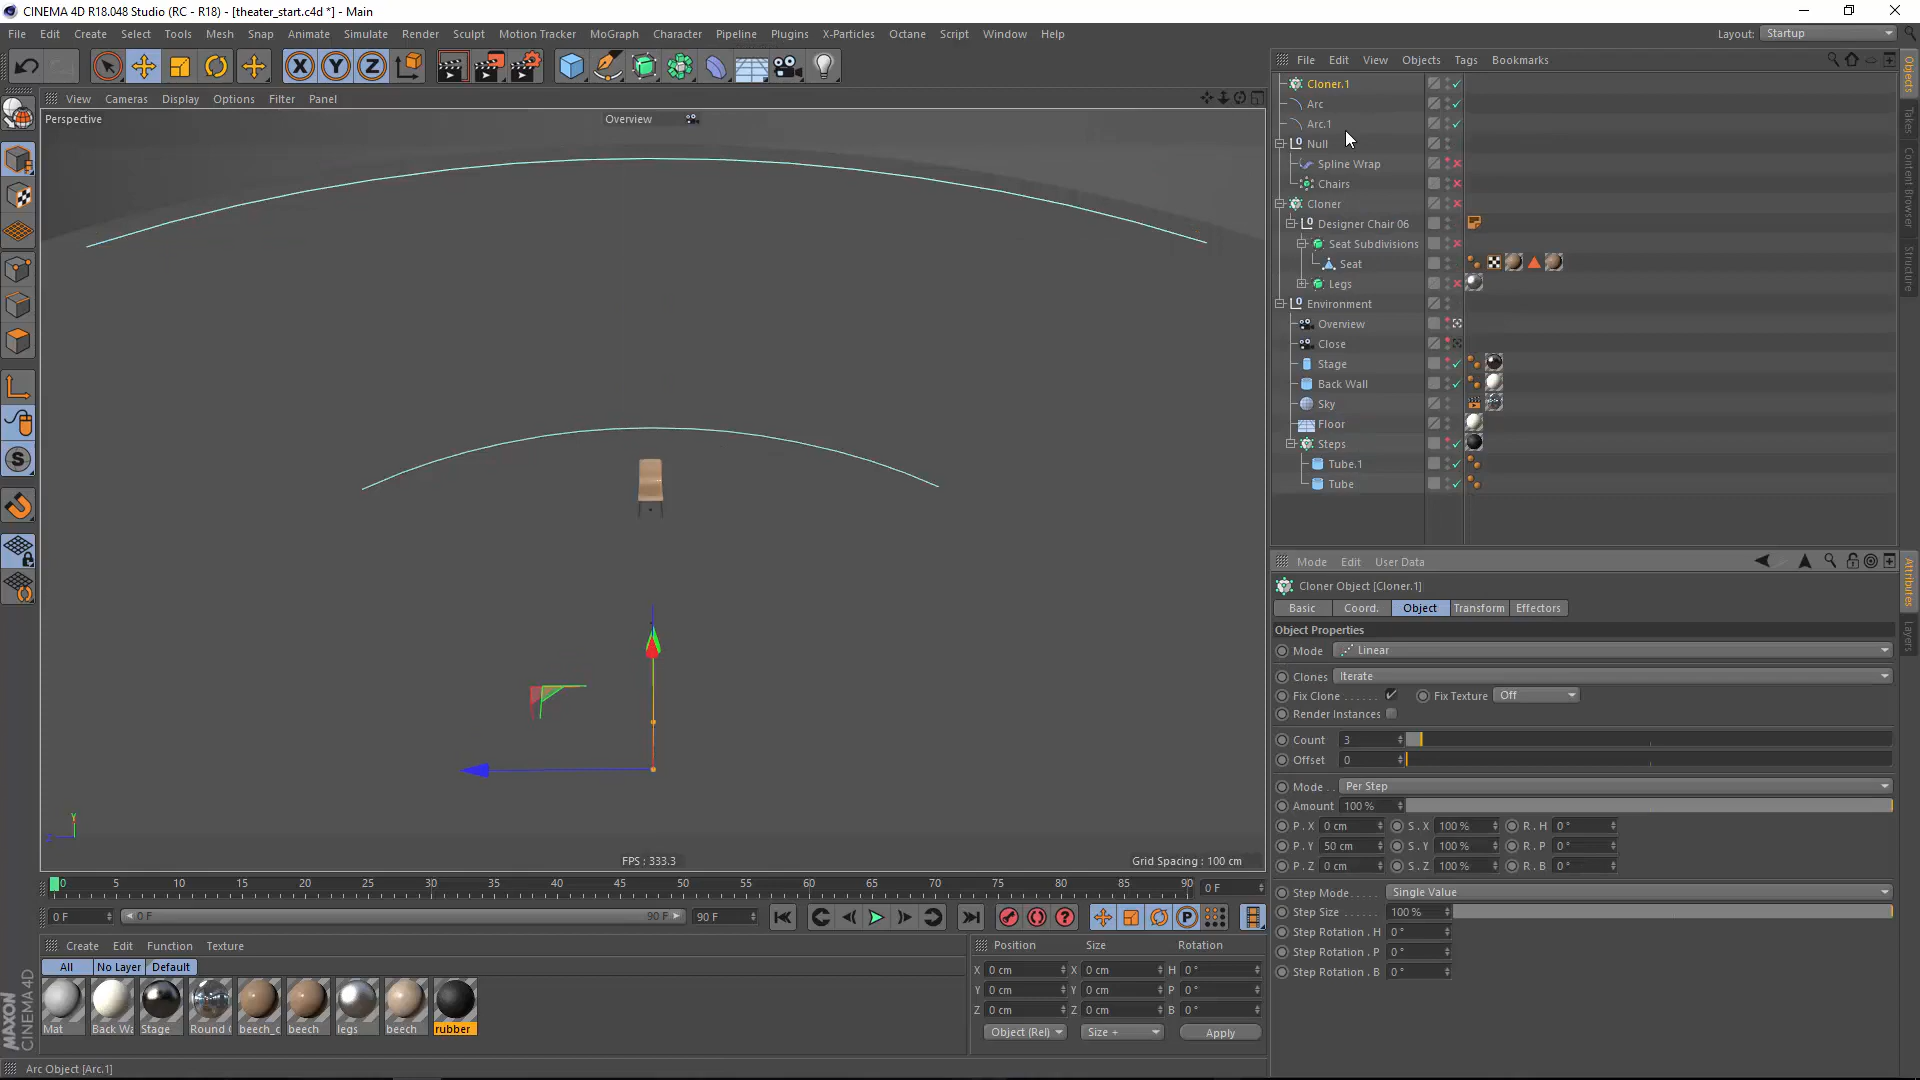 CINEMA 4D R18.048 Studio (RC - R18) - [theater_start.c4d *] - Main
File Edit Create Select Tools Mesh Snap Animate Simulate Render Sculpt Motion Tracker MoGraph Character Pipeline Plugins X-Particles Octane Script Window Help
Layout: Startup
X Y Z
File Edit View Objects Tags Bookmarks
View Cameras Display Options Filter Panel
Perspective
Overview
Cloner.1
Arc
Arc.1
Null
Spline Wrap
Chairs
Cloner
Designer Chair 06
Seat Subdivisions
Seat
Legs
Environment
Overview
Close
Stage
Back Wall
Sky
Floor
Steps
Tube.1
Tube
Objects
Takes
Content Browser
Structure
Mode Edit User Data
Cloner Object [Cloner.1]
Basic Coord. Object Transform Effectors
Object Properties
Mode Linear
Clones Iterate
Fix Clone . . . . . . Fix Texture Off
Render Instances
Count 3
Offset 0
Mode . . Per Step
Amount 100 %
P . X 0 cm S . X 100 % R . H 0 °
P . Y 50 cm S . Y 100 % R . P 0 °
P . Z 0 cm S . Z 100 % R . B 0 °
Step Mode. . . . . Single Value
Step Size . . . . . . 100 %
Step Rotation . H 0 °
Step Rotation . P 0 °
Step Rotation . B 0 °
Attributes
Layers
Y
FPS : 333.3
Grid Spacing : 100 cm
0 5 10 15 20 25 30 35 40 45 50 55 60 65 70 75 80 85 90 0 F
0 F 0 F 90 F 90 F
Create Edit Function Texture
All No Layer Default
Mat Back Wa Stage Round beech_c beech legs beech rubber
Position Size Rotation
X 0 cm X 0 cm H 0 °
Y 0 cm Y 0 cm P 0 °
Z 0 cm Z 0 cm B 0 °
Object (Rel) Size + Apply
MAXON
CINEMA 4D
Arc Object [Arc.1]